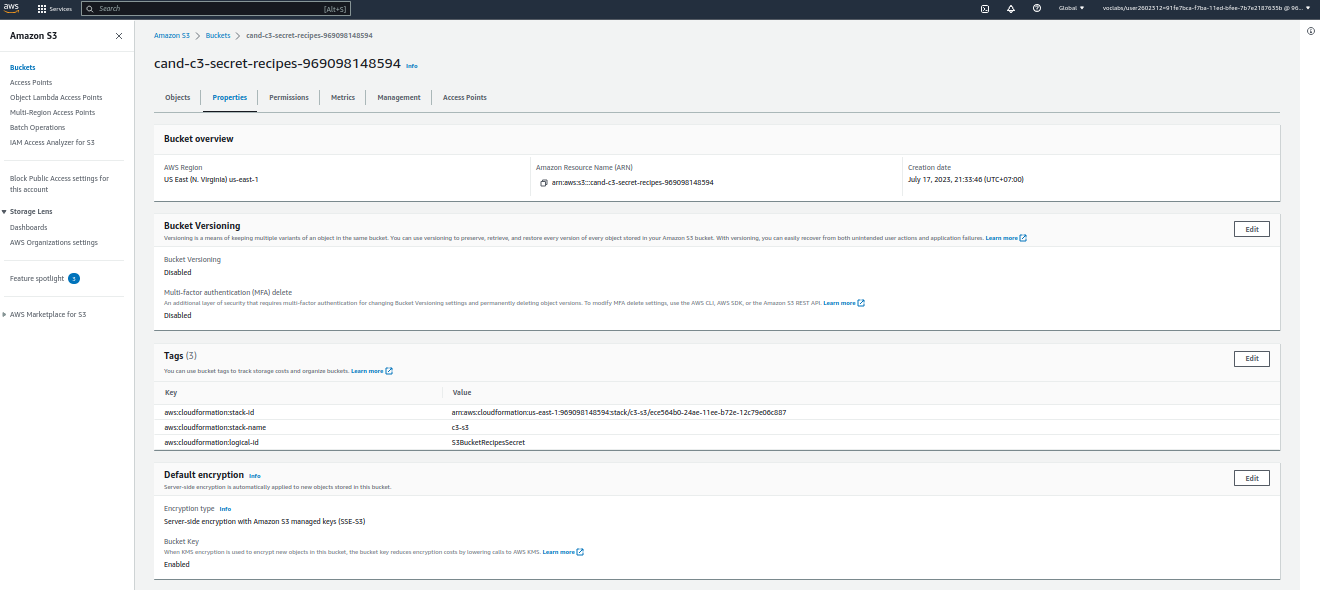 aws
Services
Search
[Alt+S]
Global
voclabs/user2602312=91fe7bca-f7ba-11ed-bfee-7b7e2187635b @ 96...
Amazon S3
Buckets
Access Points
Object Lambda Access Points
Multi-Region Access Points
Batch Operations
IAM Access Analyzer for S3
Block Public Access settings for
this account
Storage Lens
Dashboards
AWS Organizations settings
Feature spotlight 3
AWS Marketplace for S3
Amazon S3 > Buckets > cand-c3-secret-recipes-969098148594
cand-c3-secret-recipes-969098148594 Info
Objects
Properties
Permissions
Metrics
Management
Access Points
Bucket overview
AWS Region
US East (N. Virginia) us-east-1
Amazon Resource Name (ARN)
arn:aws:s3:::cand-c3-secret-recipes-969098148594
Creation date
July 17, 2023, 21:33:46 (UTC+07:00)
Bucket Versioning
Edit
Versioning is a means of keeping multiple variants of an object in the same bucket. You can use versioning to preserve, retrieve, and restore every version of every object stored in your Amazon S3 bucket. With versioning, you can easily recover from both unintended user actions and application failures. Learn more
Bucket Versioning
Disabled
Multi-factor authentication (MFA) delete
An additional layer of security that requires multi-factor authentication for changing Bucket Versioning settings and permanently deleting object versions. To modify MFA delete settings, use the AWS CLI, AWS SDK, or the Amazon S3 REST API. Learn more
Disabled
Tags (3)
Edit
You can use bucket tags to track storage costs and organize buckets. Learn more
Key Value
aws:cloudformation:stack-id arn:aws:cloudformation:us-east-1:969098148594:stack/c3-s3/ece564b0-24ae-11ee-b72e-12c79e06c887
aws:cloudformation:stack-name c3-s3
aws:cloudformation:logical-id S3BucketRecipesSecret
Default encryption Info
Edit
Server-side encryption is automatically applied to new objects stored in this bucket.
Encryption type Info
Server-side encryption with Amazon S3 managed keys (SSE-S3)
Bucket Key
When KMS encryption is used to encrypt new objects in this bucket, the bucket key reduces encryption costs by lowering calls to AWS KMS. Learn more
Enabled